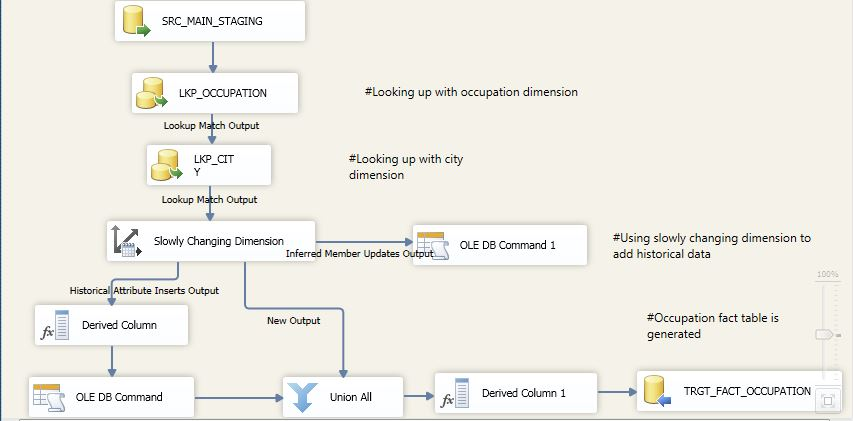 SRC_MAIN_STAGING
LKP_OCCUPATION
#Looking up with occupation dimension
Lookup Match Output
LKP_CIT
Y
#Looking up with city
dimension
Lookup Match Output
Slowly Changing Dimension
OLE DB Command 1
#Using slowly changing dimension to
add historical data
Inferred Member Updates Output
100%
Historical Attribute Inserts Output
New Output
Derived Column
#Occupation fact table is
generated
OLE DB Command
Union All
Derived Column 1
TRGT_FACT_OCCUPATION
fx
fx